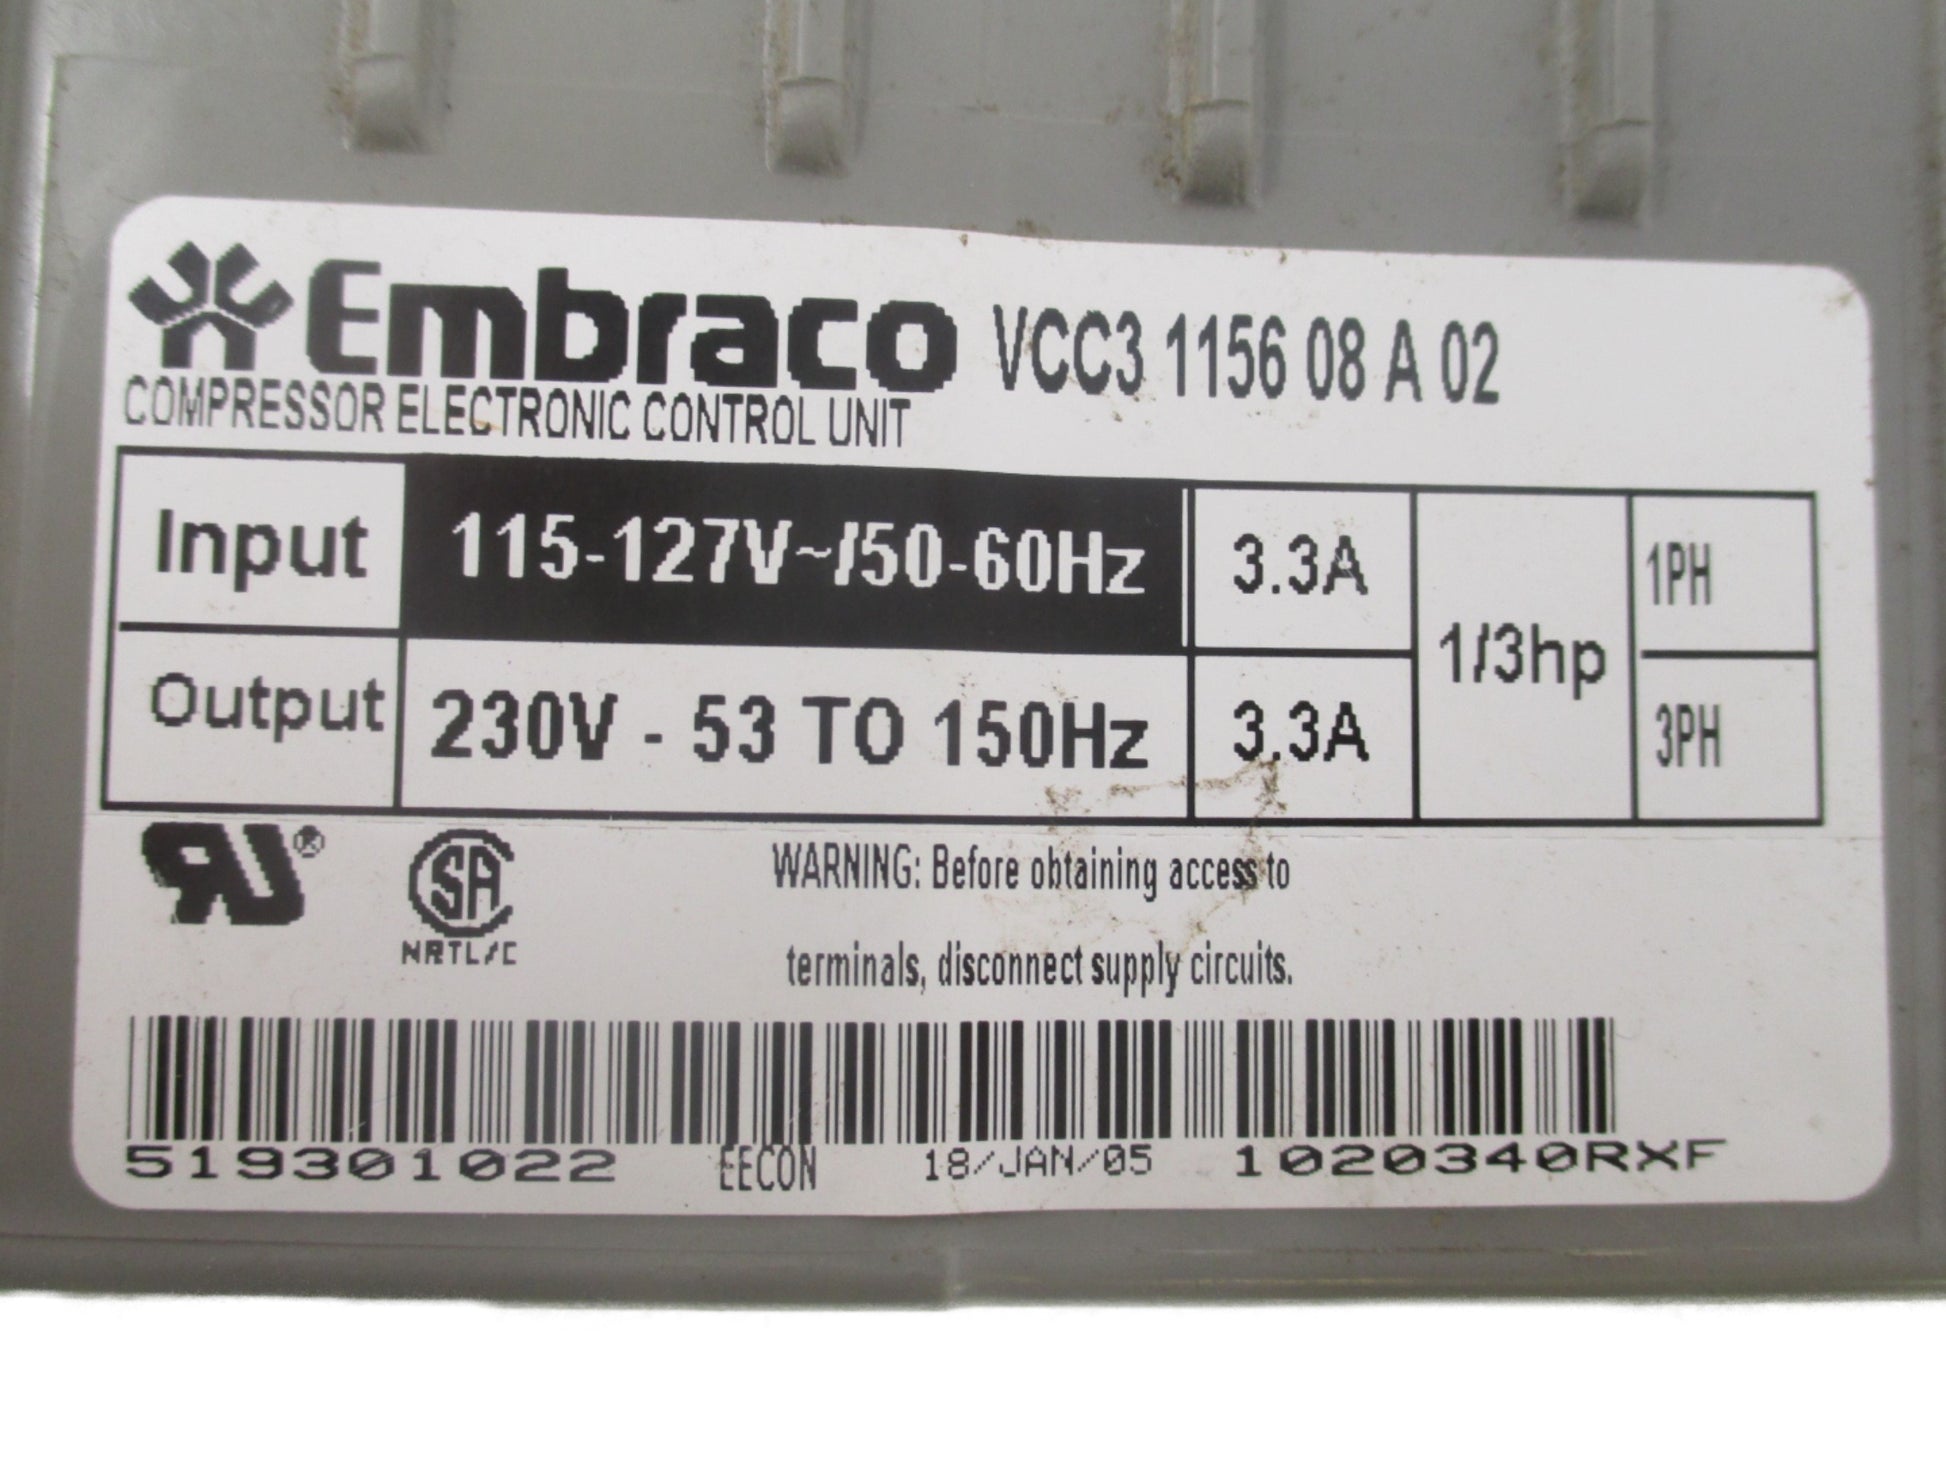 Embraco VCC3 1156 08 A 02
COMPRESSOR ELECTRONIC CONTROL UNIT
Input 115-127V~/50-60Hz 3.3A 1/3hp 1PH
Output 230V - 53 TO 150Hz 3.3A 3PH
RU® SA NRTL/C
WARNING: Before obtaining access to
terminals, disconnect supply circuits.
519301022 EECON 18/JAN/05 1020340RXF